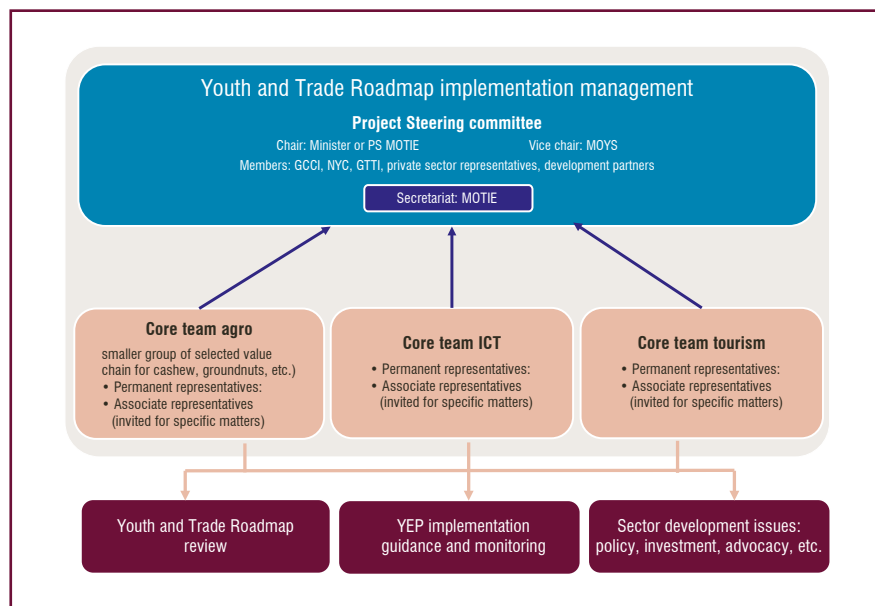 Youth and Trade Roadmap implementation management
Project Steering committee
Chair: Minister or PS MOTIE Vice chair: MOYS
Members: GCCI, NYC, GTTI, private sector representatives, development partners
Secretariat: MOTIE
Core team agro
smaller group of selected value
chain for cashew, groundnuts, etc.)
• Permanent representatives:
• Associate representatives
(invited for specific matters)
Core team ICT
• Permanent representatives:
• Associate representatives
(invited for specific matters)
Core team tourism
• Permanent representatives:
• Associate representatives
(invited for specific matters)
Youth and Trade Roadmap
review
YEP implementation
guidance and monitoring
Sector development issues:
policy, investment, advocacy, etc.